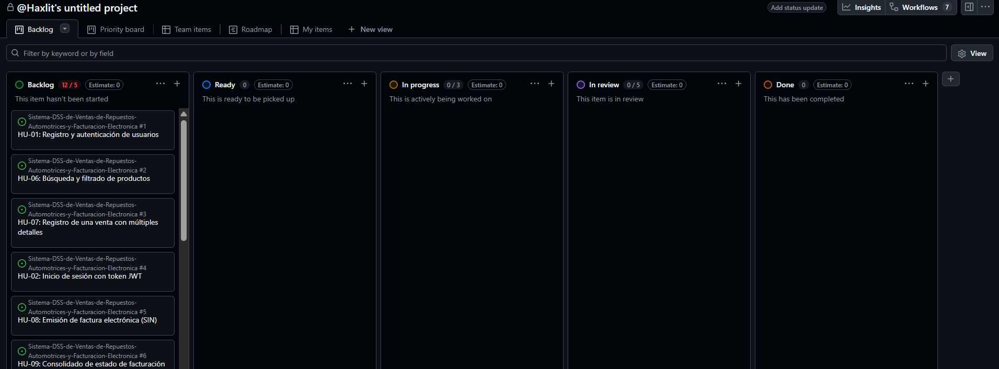 @Haxlit's untitled project
Add status update
Insights
Workflows 7
Backlog
Priority board
Team items
Roadmap
My items
New view
Filter by keyword or by field
View
Backlog 12 / 5 Estimate: 0
This item hasn't been started
Sistema-DSS-de-Ventas-de-Repuestos-
Automotrices-y-Facturacion-Electronica #1
HU-01: Registro y autenticación de usuarios
Sistema-DSS-de-Ventas-de-Repuestos-
Automotrices-y-Facturacion-Electronica #2
HU-06: Búsqueda y filtrado de productos
Sistema-DSS-de-Ventas-de-Repuestos-
Automotrices-y-Facturacion-Electronica #3
HU-07: Registro de una venta con múltiples
detalles
Sistema-DSS-de-Ventas-de-Repuestos-
Automotrices-y-Facturacion-Electronica #4
HU-02: Inicio de sesión con token JWT
Sistema-DSS-de-Ventas-de-Repuestos-
Automotrices-y-Facturacion-Electronica #5
HU-08: Emisión de factura electrónica (SIN)
Sistema-DSS-de-Ventas-de-Repuestos-
Automotrices-y-Facturacion-Electronica #6
HU-09: Consolidado de estado de facturación
Ready 0 Estimate: 0
This is ready to be picked up
In progress 0 / 3 Estimate: 0
This is actively being worked on
In review 0 / 5 Estimate: 0
This item is in review
Done 0 Estimate: 0
This has been completed